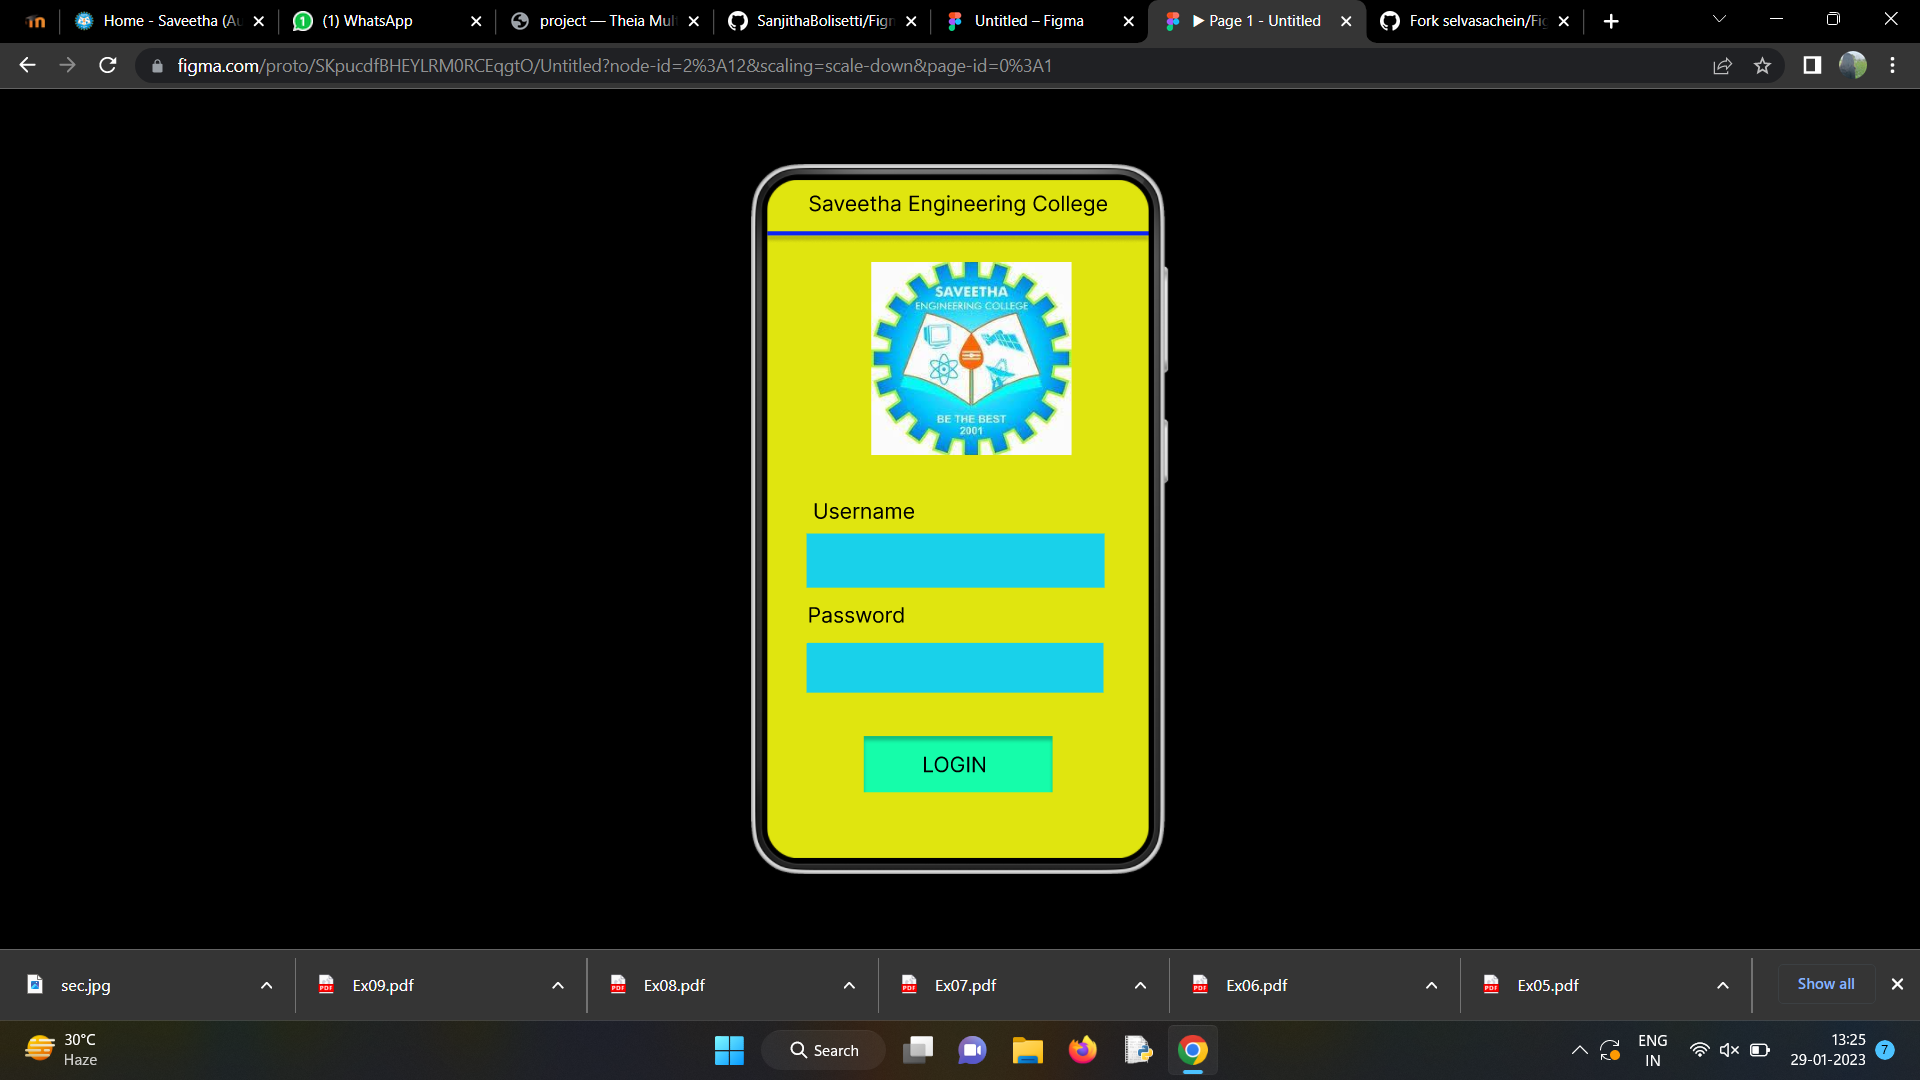 Home - Saveetha (Au
(1) WhatsApp
project — Theia Mul
SanjithaBolisetti/Fig
Untitled – Figma
Page 1 - Untitled
Fork selvasachein/Fig
figma.com/proto/SKpucdfBHEYLRM0RCEqgtO/Untitled?node-id=2%3A12&scaling=scale-down&page-id=0%3A1
Saveetha Engineering College
SAVEETHA
ENGINEERING COLLEGE
BE THE BEST
2001
Username
Password
LOGIN
sec.jpg
Ex09.pdf
Ex08.pdf
Ex07.pdf
Ex06.pdf
Ex05.pdf
Show all
30°C
Haze
Search
ENG
IN
13:25
29-01-2023
7